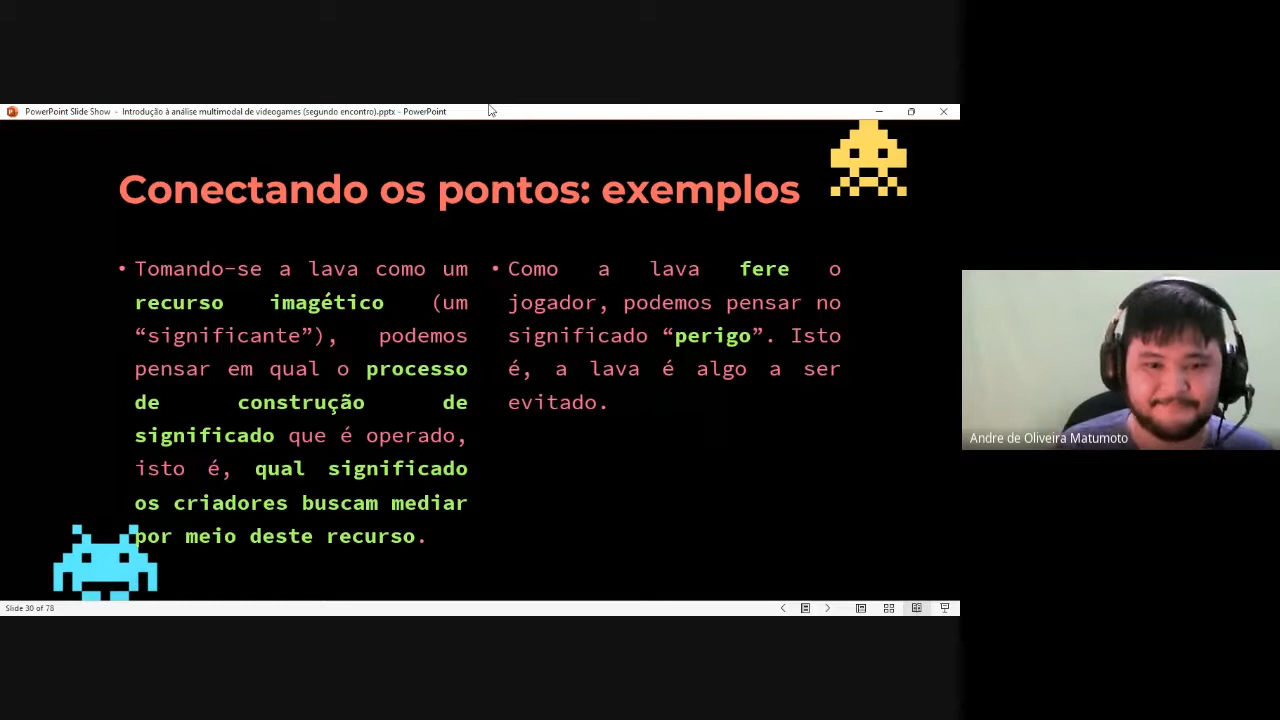 PowerPoint Slide Show - Introdução à análise multimodal de videogames (segundo encontro).pptx - PowerPoint
Conectando os pontos: exemplos
• Tomando-se a lava como um
recurso imagético (um
“significante”), podemos
pensar em qual o processo
de construção de
significado que é operado,
isto é, qual significado
os criadores buscam mediar
por meio deste recurso.
• Como a lava fere o
jogador, podemos pensar no
significado “perigo”. Isto
é, a lava é algo a ser
evitado.
Andre de Oliveira Matumoto
Slide 30 of 78